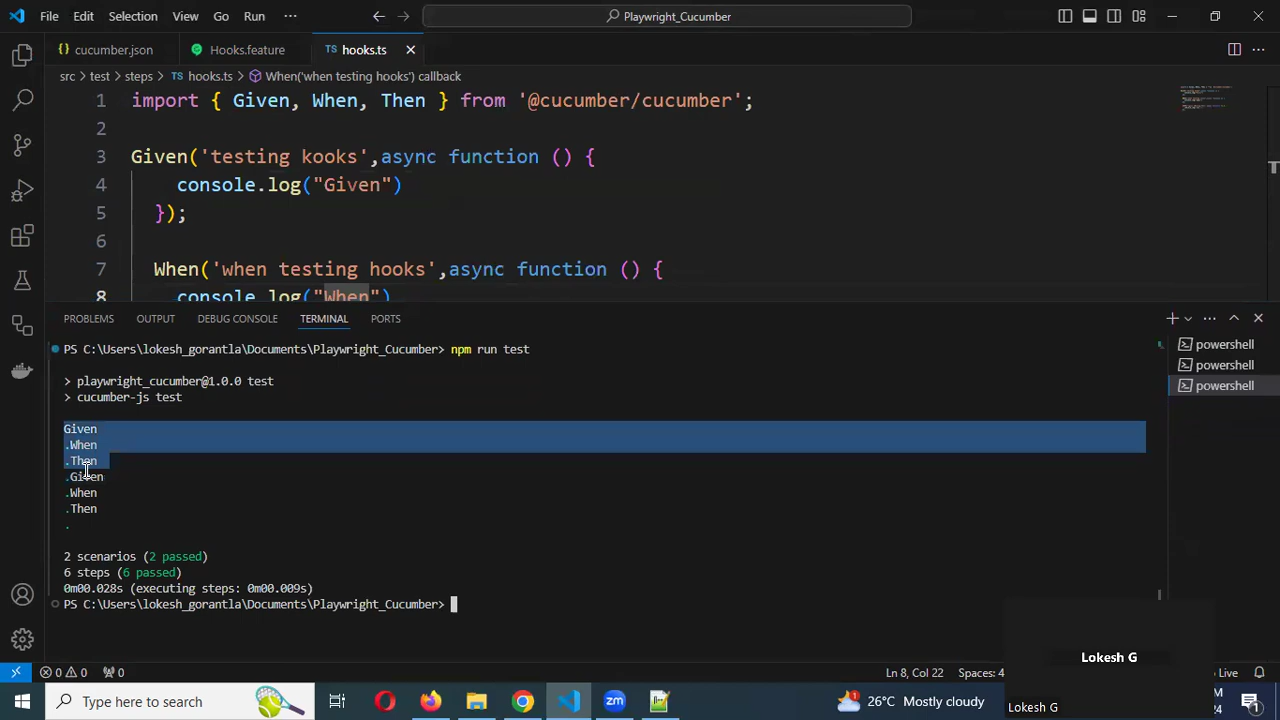 File Edit Selection View Go Run ··· Playwright_Cucumber
cucumber.json Hooks.feature TS hooks.ts
src > test > steps > TS hooks.ts > When('when testing hooks') callback
1 import { Given, When, Then } from '@cucumber/cucumber';
2
3 Given('testing kooks',async function () {
4 console.log("Given")
5 });
6
7 When('when testing hooks',async function () {
8 console.log("When")
PROBLEMS OUTPUT DEBUG CONSOLE TERMINAL PORTS
PS C:\Users\lokesh_gorantla\Documents\Playwright_Cucumber> npm run test
> playwright_cucumber@1.0.0 test
> cucumber-js test
Given
.When
.Then
.Given
.When
.Then
.
2 scenarios (2 passed)
6 steps (6 passed)
0m00.028s (executing steps: 0m00.009s)
PS C:\Users\lokesh_gorantla\Documents\Playwright_Cucumber>
powershell
powershell
powershell
Lokesh G
0 0 0 Ln 8, Col 22 Spaces: 4 Live
Type here to search 26°C Mostly cloudy Lokesh G